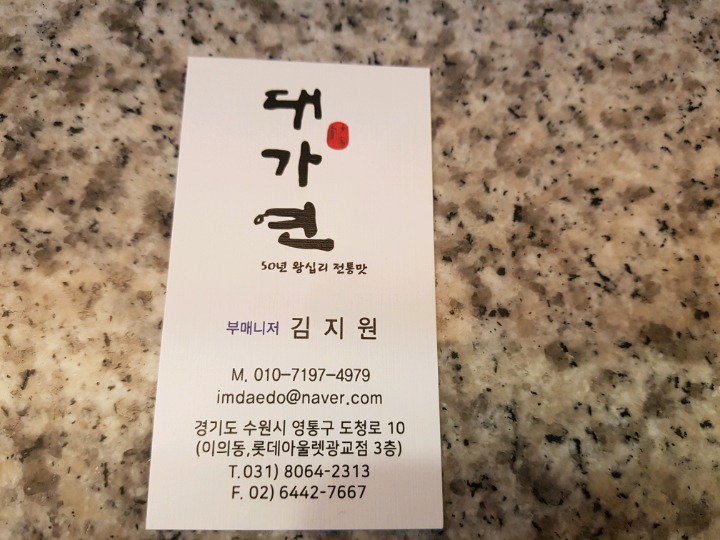 대가연
50년 왕십리 전통맛
부매니저 김지원
M. 010-7197-4979
imdaedo@naver.com
경기도 수원시 영통구 도청로 10
(이의동,롯데아울렛광교점 3층)
T.031) 8064-2313
F. 02) 6442-7667